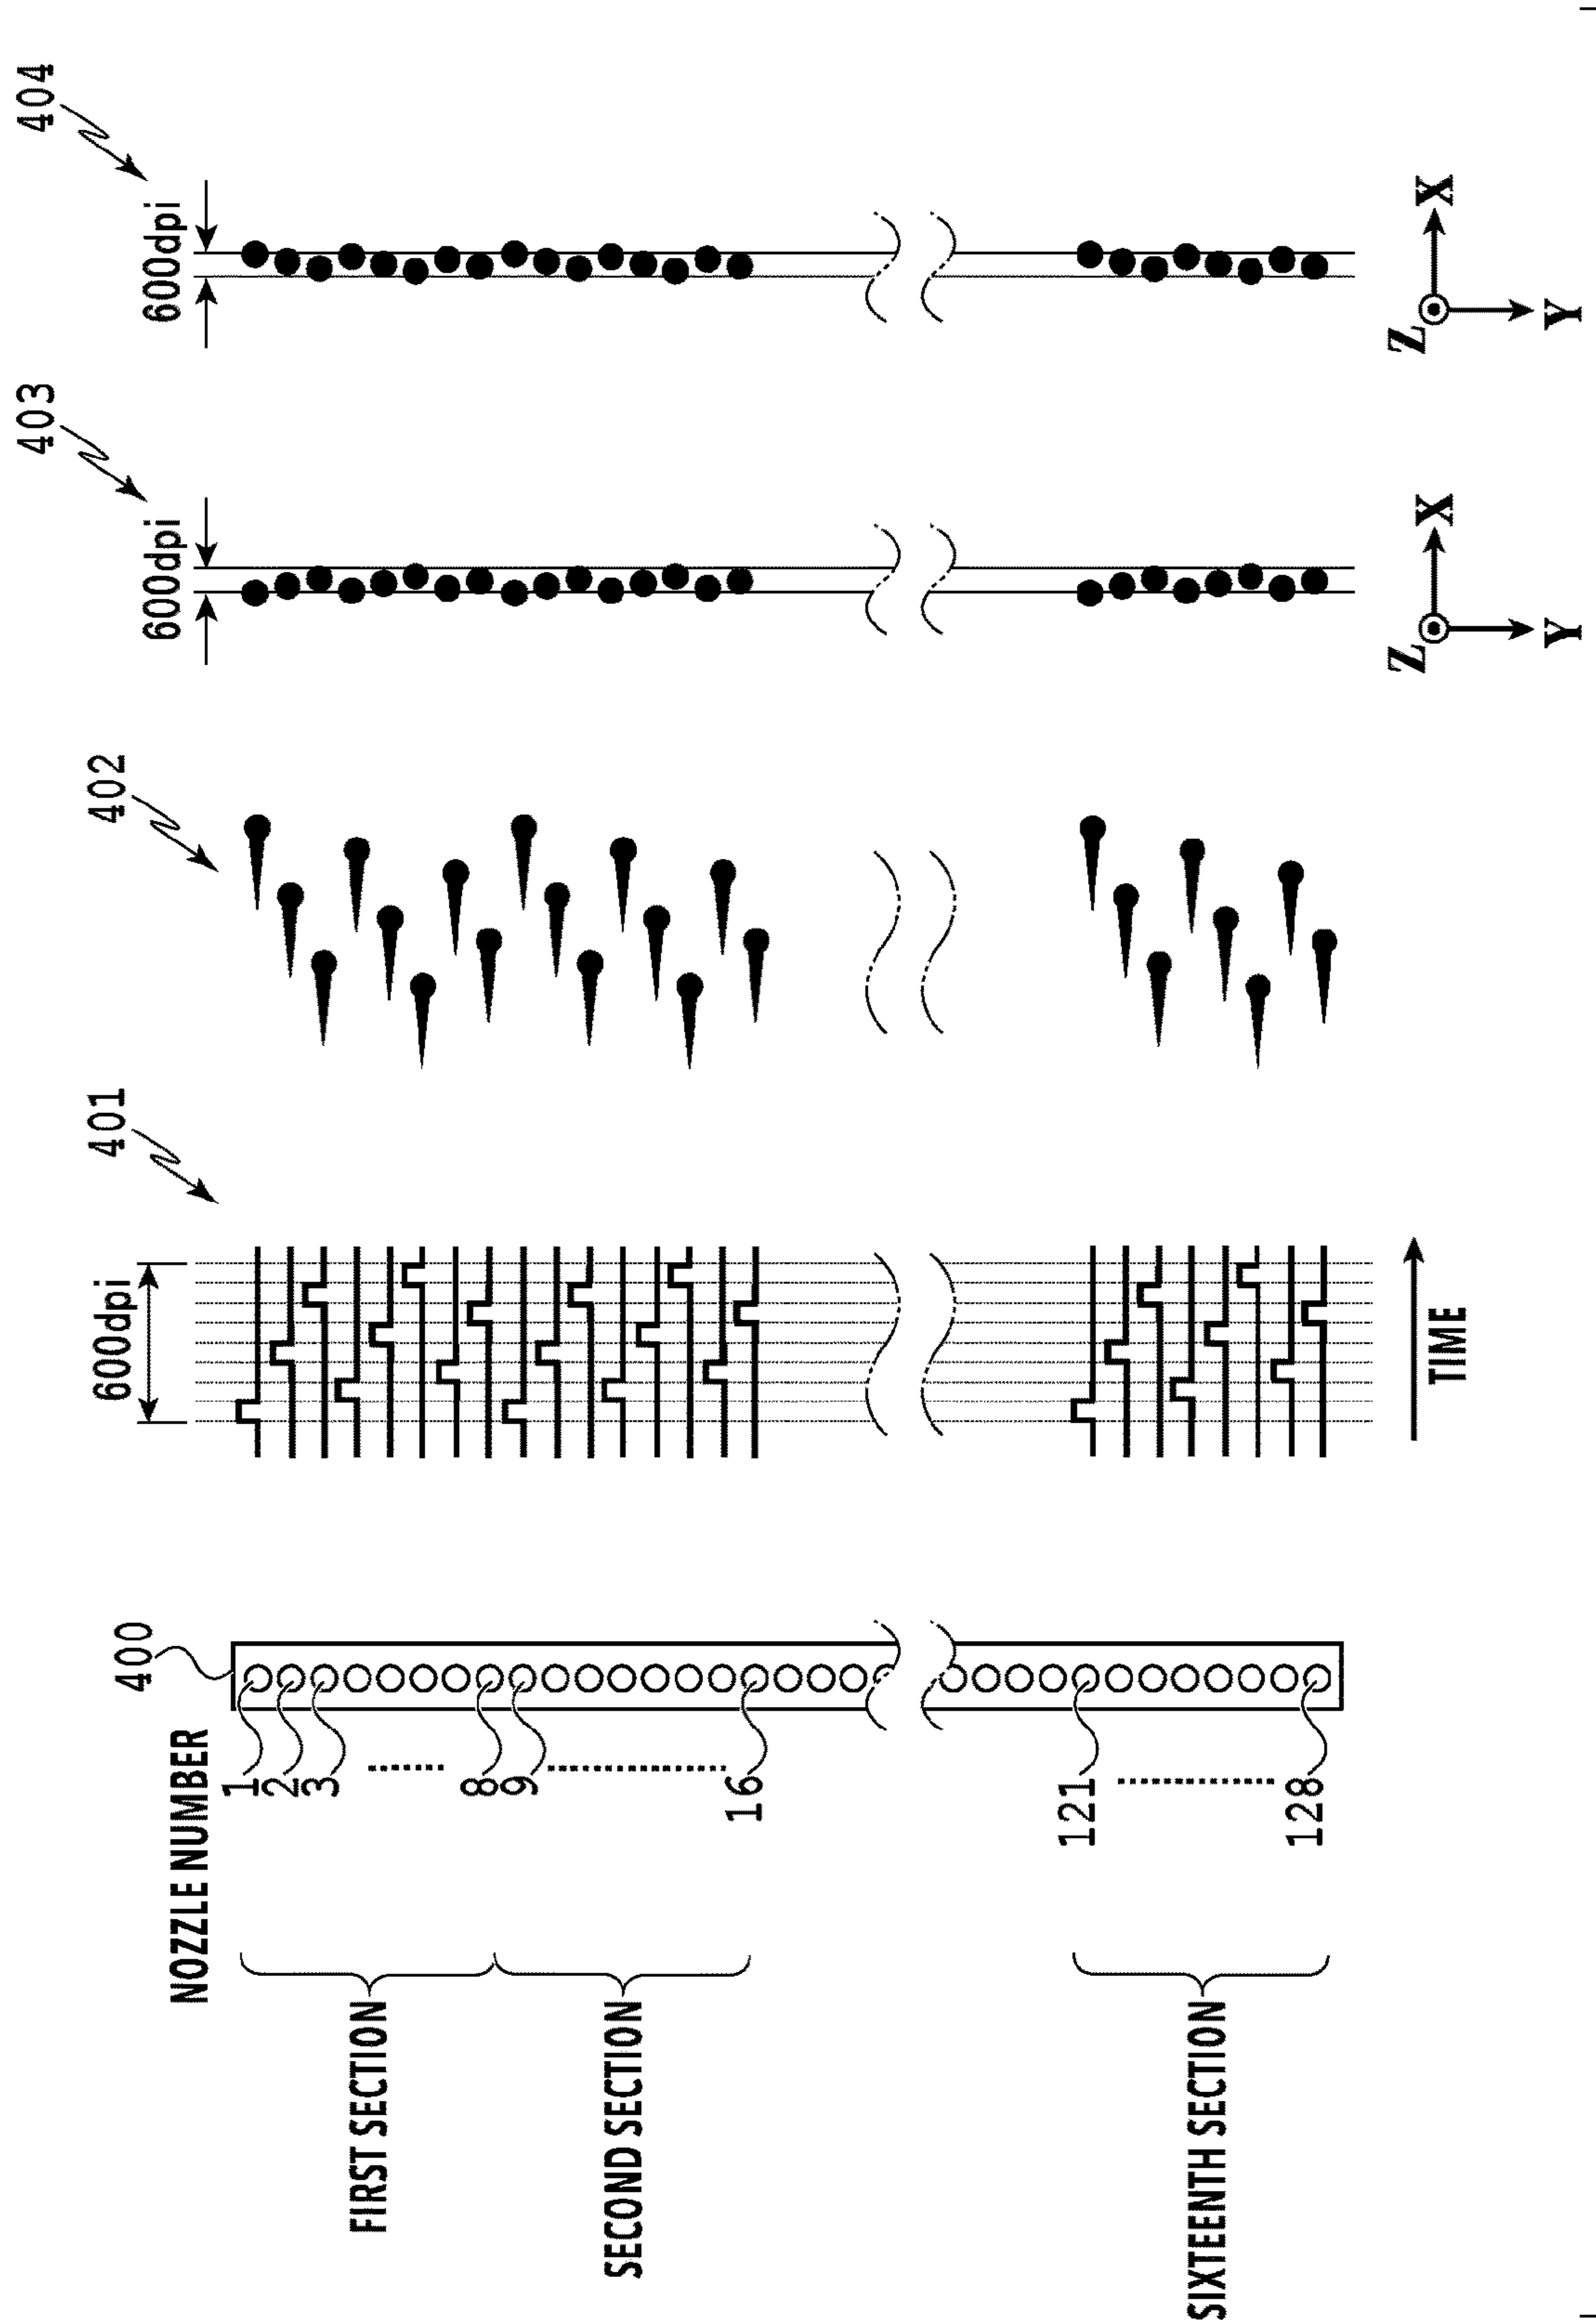 NOZZLE NUMBER
400
600dpi
401
402
403
600dpi
404
600dpi
FIRST SECTION
SECOND SECTION
SIXTEENTH SECTION
1
2
3
8
9
16
121
128
TIME
Z
X
Y
Z
X
Y